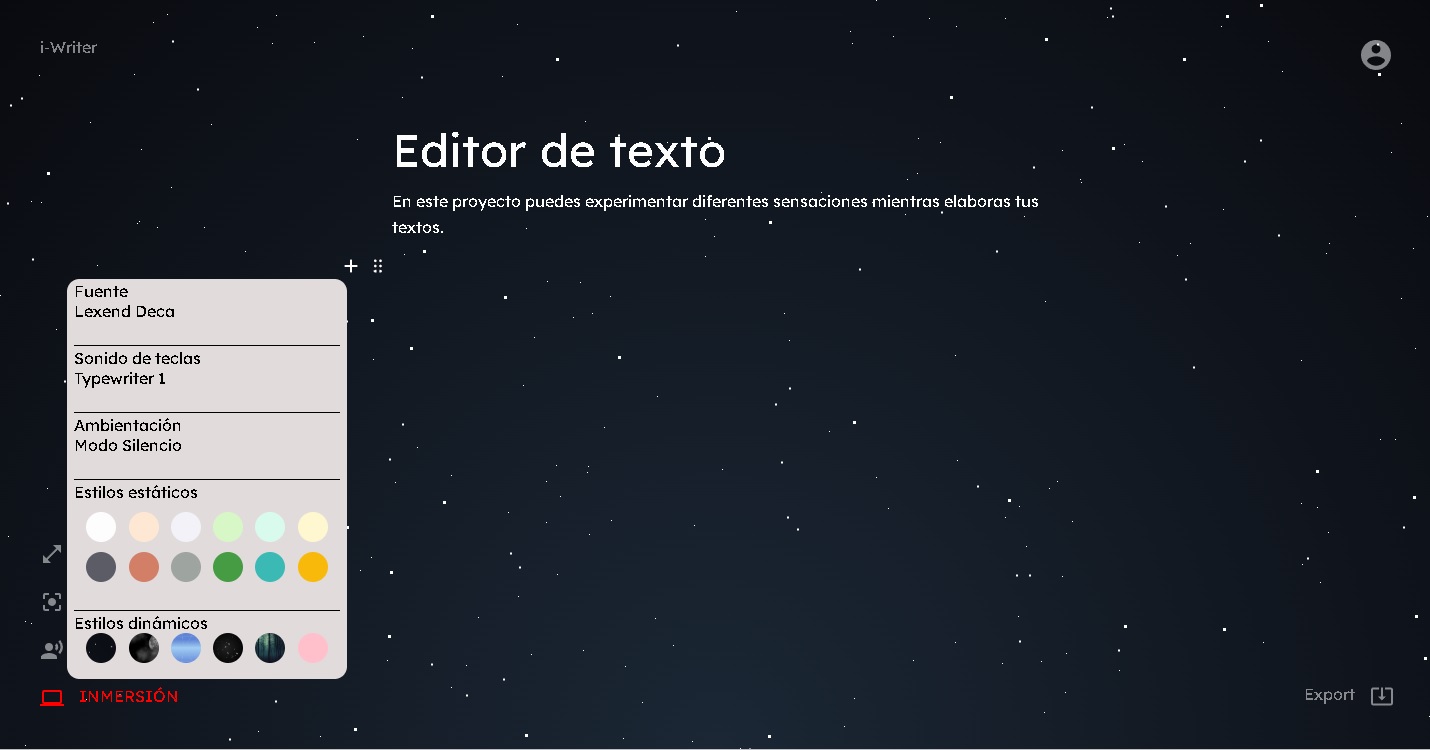 i-Writer
Editor de texto
En este proyecto puedes experimentar diferentes sensaciones mientras elaboras tus
textos.
Fuente
Lexend Deca
Sonido de teclas
Typewriter 1
Ambientación
Modo Silencio
Estilos estáticos
Estilos dinámicos
INMERSIÓN
Export